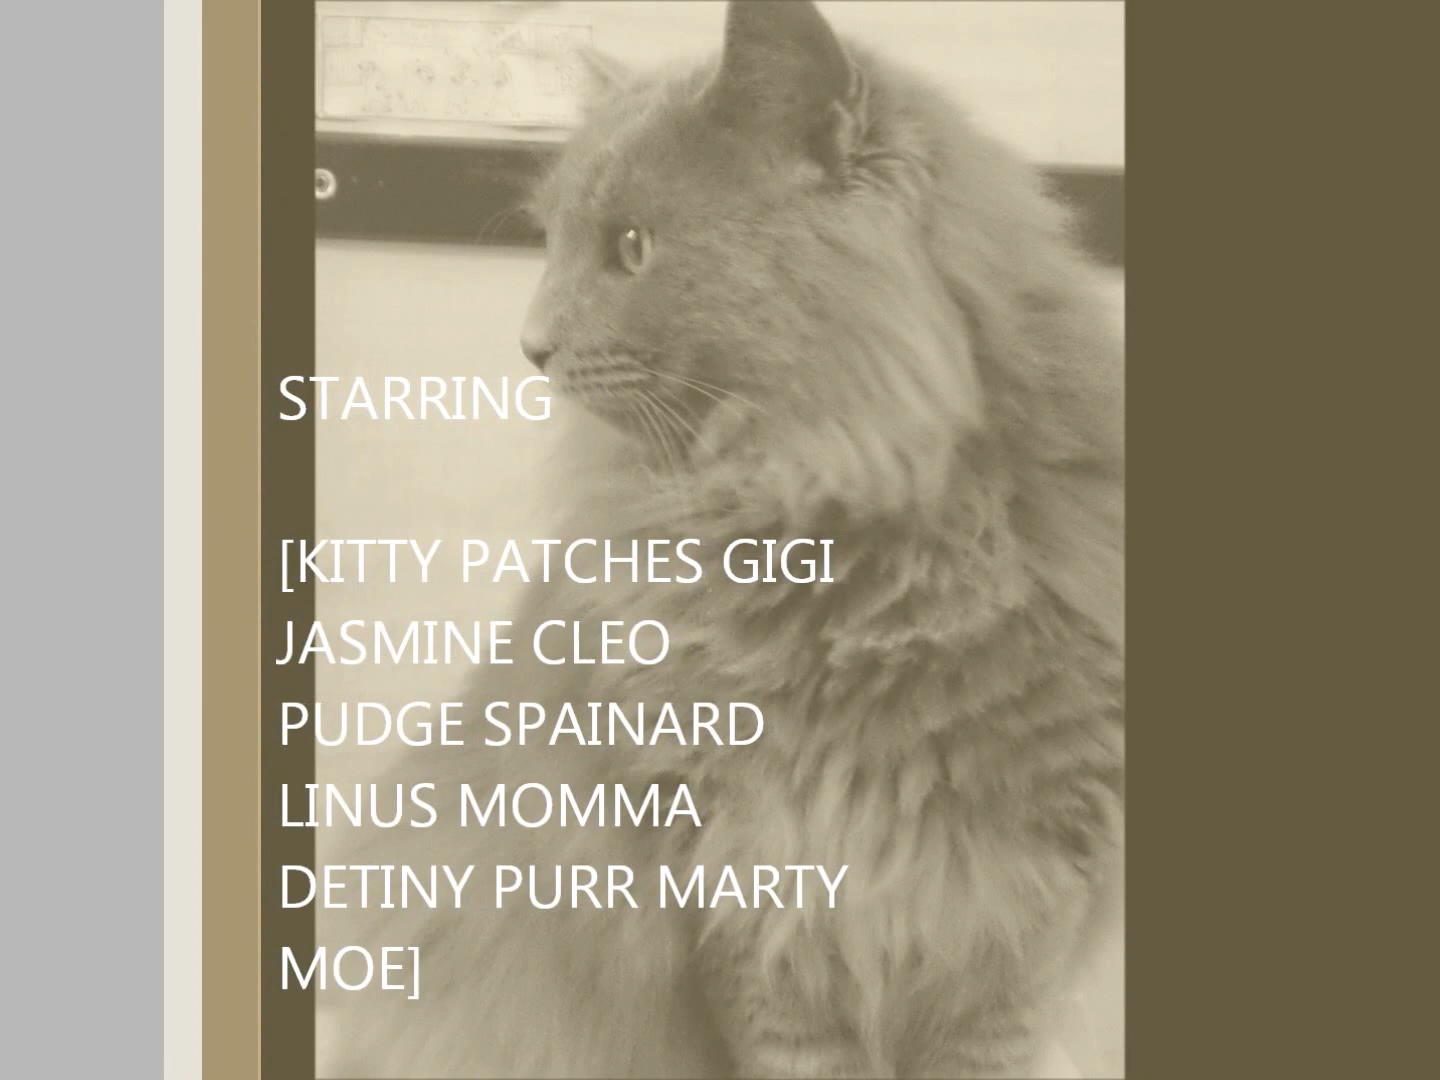 STARRING
[KITTY PATCHES GIGI
JASMINE CLEO
PUDGE SPAINARD
LINUS MOMMA
DETINY PURR MARTY
MOE]